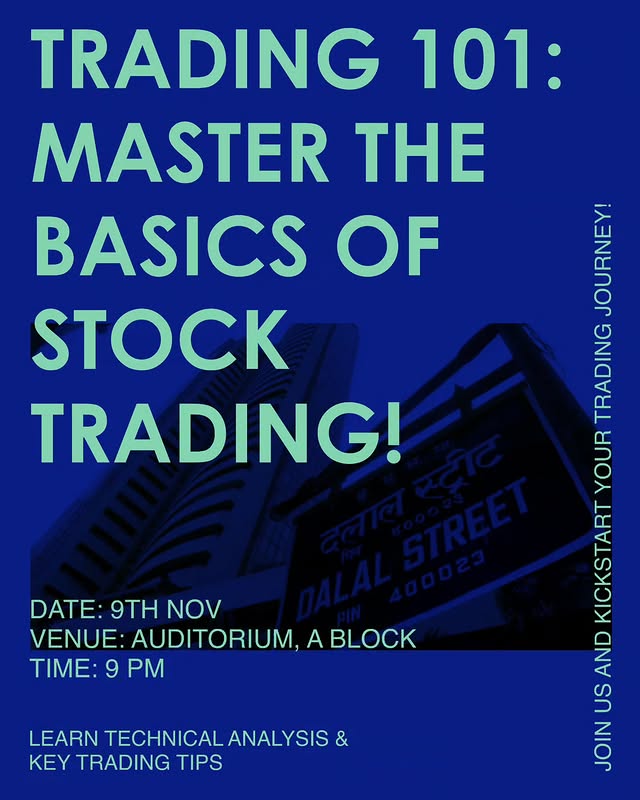 TRADING 101:
MASTER THE
BASICS OF
STOCK
TRADING!
दलाल स्ट्रीट
DALAL STREET
PIN 400023
DATE: 9TH NOV
VENUE: AUDITORIUM, A BLOCK
TIME: 9 PM
LEARN TECHNICAL ANALYSIS &
KEY TRADING TIPS
JOIN US AND KICKSTART YOUR TRADING JOURNEY!